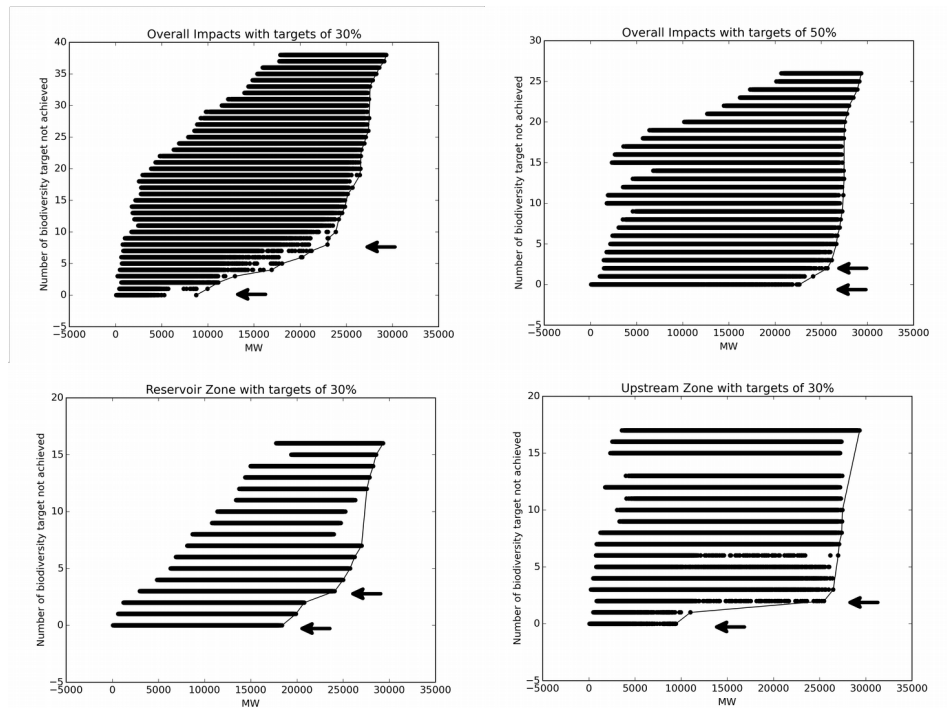 Overall Impacts with targets of 30%
Number of biodiversity target not achieved
40
35
30
25
20
15
10
5
0
−5
−5000 0 5000 10000 15000 20000 25000 30000 35000
MW
Overall Impacts with targets of 50%
Number of biodiversity target not achieved
30
25
20
15
10
5
0
−5
−5000 0 5000 10000 15000 20000 25000 30000 35000
MW
Reservoir Zone with targets of 30%
Number of biodiversity target not achieved
20
15
10
5
0
−5
−5000 0 5000 10000 15000 20000 25000 30000 35000
MW
Upstream Zone with targets of 30%
Number of biodiversity target not achieved
20
15
10
5
0
−5
−5000 0 5000 10000 15000 20000 25000 30000 35000
MW